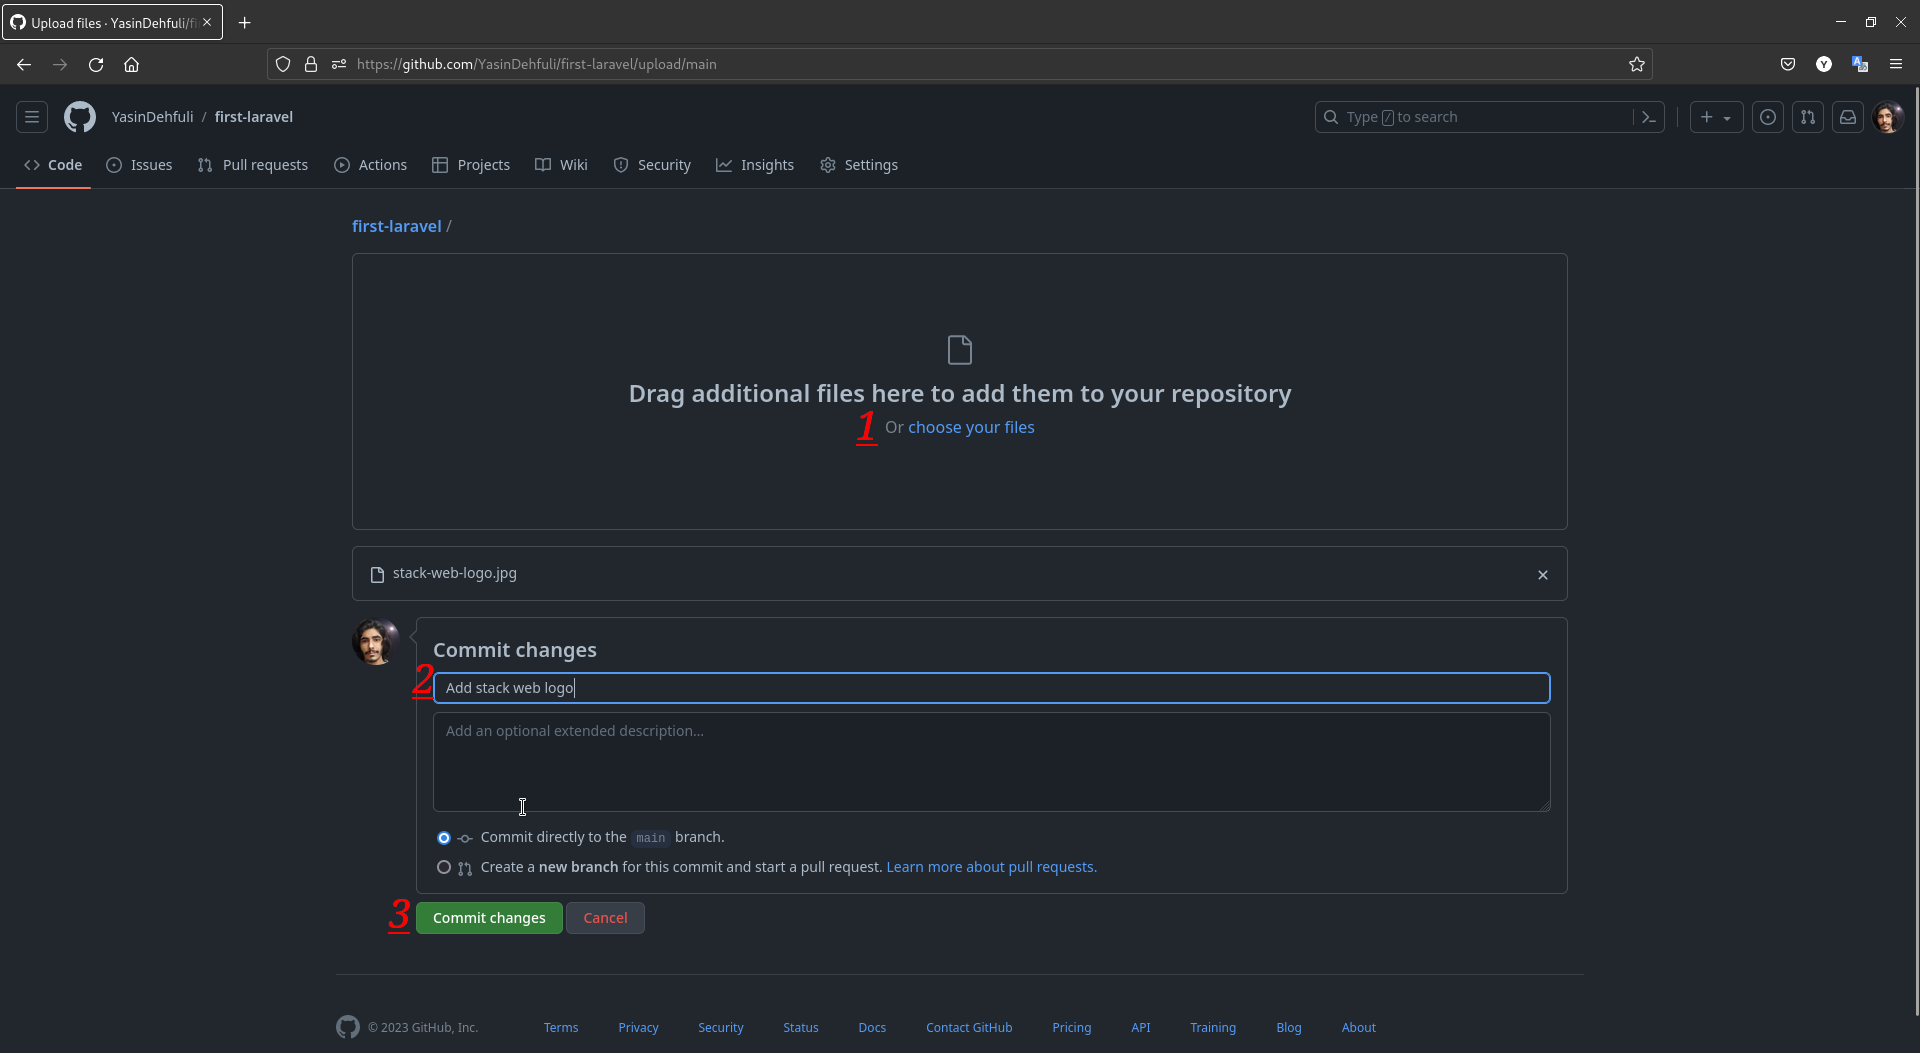 Upload files · YasinDehfuli/fi
https://github.com/YasinDehfuli/first-laravel/upload/main
Y
YasinDehfuli / first-laravel
Type / to search
Code Issues Pull requests Actions Projects Wiki Security Insights Settings
first-laravel /
Drag additional files here to add them to your repository
1 Or choose your files
stack-web-logo.jpg
Commit changes
2 Add stack web logo
Add an optional extended description...
Commit directly to the main branch.
Create a new branch for this commit and start a pull request. Learn more about pull requests.
3 Commit changes Cancel
© 2023 GitHub, Inc. Terms Privacy Security Status Docs Contact GitHub Pricing API Training Blog About